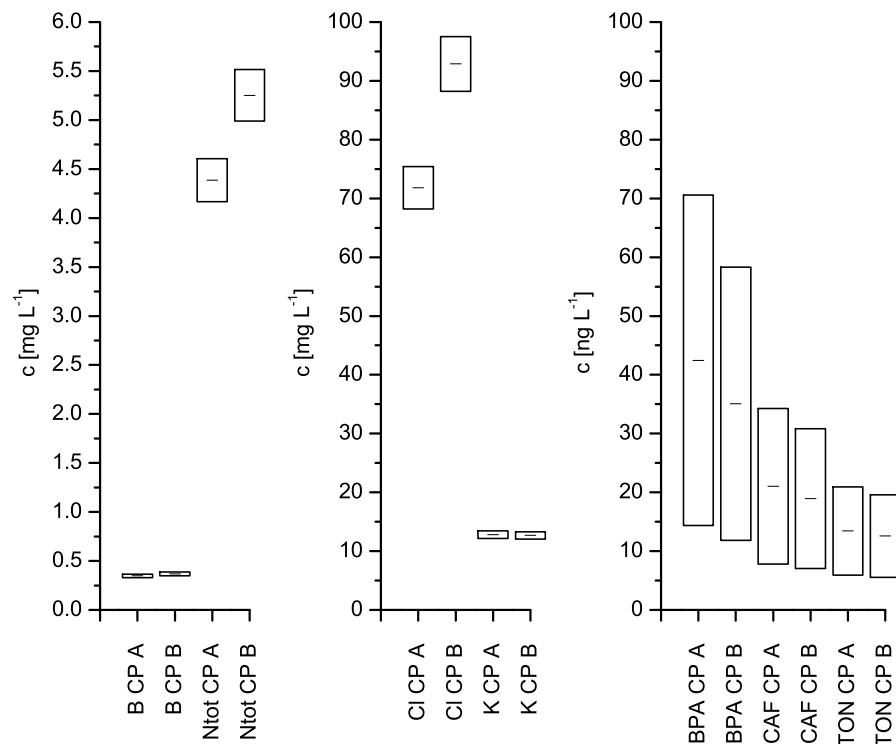 6.0
5.5
5.0
4.5
4.0
3.5
3.0
2.5
2.0
1.5
1.0
0.5
0.0
c [mg L⁻¹]
B CP A
B CP B
Ntot CP A
Ntot CP B
100
90
80
70
60
50
40
30
20
10
0
c [mg L⁻¹]
Cl CP A
Cl CP B
K CP A
K CP B
100
90
80
70
60
50
40
30
20
10
0
c [ng L⁻¹]
BPA CP A
BPA CP B
CAF CP A
CAF CP B
TON CP A
TON CP B